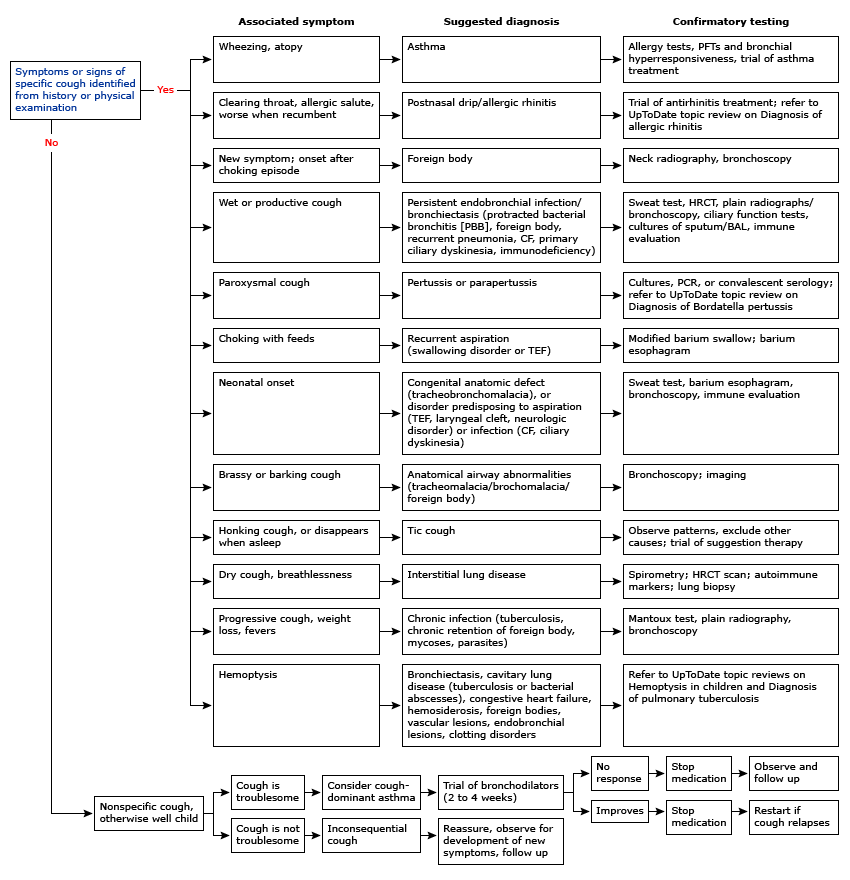 Associated symptom
Suggested diagnosis
Confirmatory testing
Symptoms or signs of
specific cough identified
from history or physical
examination
Yes
No
Wheezing, atopy
Asthma
Allergy tests, PFTs and bronchial
hyperresponsiveness, trial of asthma
treatment
Clearing throat, allergic salute,
worse when recumbent
Postnasal drip/allergic rhinitis
Trial of antirhinitis treatment; refer to
UpToDate topic review on Diagnosis of
allergic rhinitis
New symptom; onset after
choking episode
Foreign body
Neck radiography, bronchoscopy
Wet or productive cough
Persistent endobronchial infection/
bronchiectasis (protracted bacterial
bronchitis [PBB], foreign body,
recurrent pneumonia, CF, primary
ciliary dyskinesia, immunodeficiency)
Sweat test, HRCT, plain radiographs/
bronchoscopy, ciliary function tests,
cultures of sputum/BAL, immune
evaluation
Paroxysmal cough
Pertussis or parapertussis
Cultures, PCR, or convalescent serology;
refer to UpToDate topic review on
Diagnosis of Bordatella pertussis
Choking with feeds
Recurrent aspiration
(swallowing disorder or TEF)
Modified barium swallow; barium
esophagram
Neonatal onset
Congenital anatomic defect
(tracheobronchomalacia), or
disorder predisposing to aspiration
(TEF, laryngeal cleft, neurologic
disorder) or infection (CF, ciliary
dyskinesia)
Sweat test, barium esophagram,
bronchoscopy, immune evaluation
Brassy or barking cough
Anatomical airway abnormalities
(tracheomalacia/brochomalacia/
foreign body)
Bronchoscopy; imaging
Honking cough, or disappears
when asleep
Tic cough
Observe patterns, exclude other
causes; trial of suggestion therapy
Dry cough, breathlessness
Interstitial lung disease
Spirometry; HRCT scan; autoimmune
markers; lung biopsy
Progressive cough, weight
loss, fevers
Chronic infection (tuberculosis,
chronic retention of foreign body,
mycoses, parasites)
Mantoux test, plain radiography,
bronchoscopy
Hemoptysis
Bronchiectasis, cavitary lung
disease (tuberculosis or bacterial
abscesses), congestive heart failure,
hemosiderosis, foreign bodies,
vascular lesions, endobronchial
lesions, clotting disorders
Refer to UpToDate topic reviews on
Hemoptysis in children and Diagnosis
of pulmonary tuberculosis
Nonspecific cough,
otherwise well child
Cough is
troublesome
Consider cough-
dominant asthma
Trial of bronchodilators
(2 to 4 weeks)
No
response
Stop
medication
Observe and
follow up
Improves
Stop
medication
Restart if
cough relapses
Cough is not
troublesome
Inconsequential
cough
Reassure, observe for
development of new
symptoms, follow up